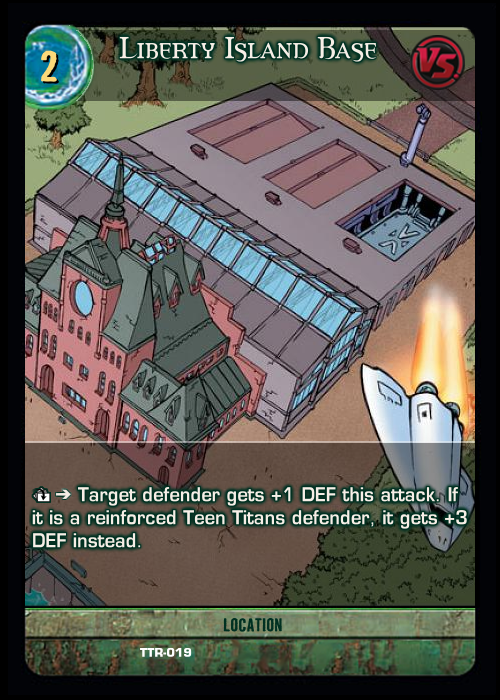 2
LIBERTY ISLAND BASE
VS
➔ Target defender gets +1 DEF this attack. If
it is a reinforced Teen Titans defender, it gets +3
DEF instead.
LOCATION
TTR-019